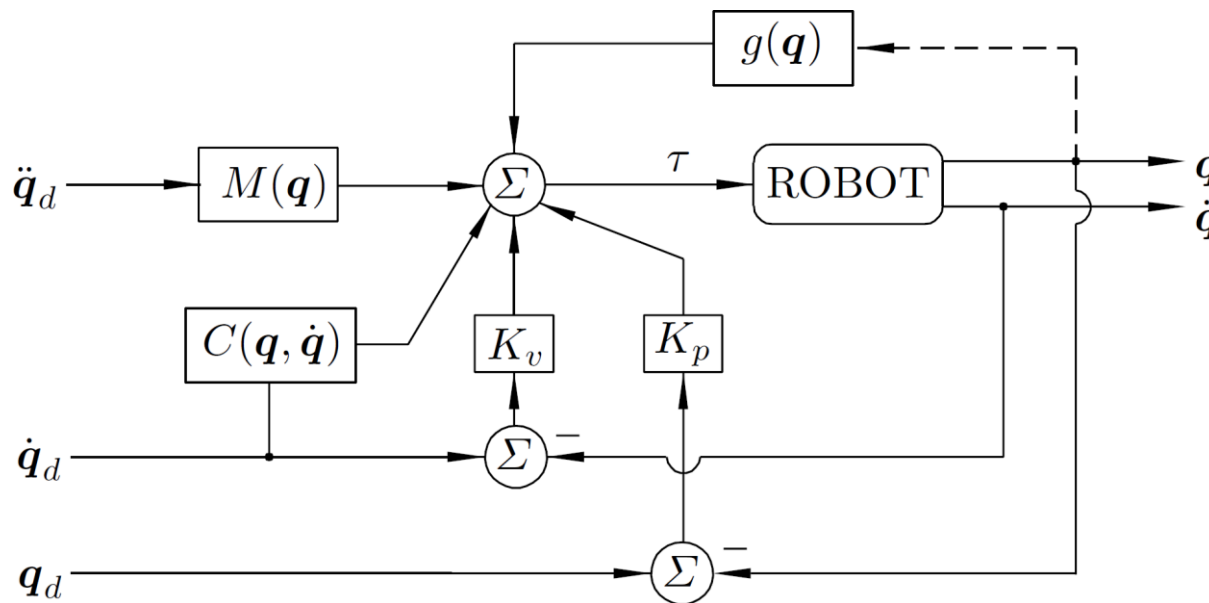 g(q)
q̈_d
M(q)
Σ
τ
ROBOT
q
q̇
C(q, q̇)
K_v
K_p
q̇_d
Σ
−
q_d
Σ
−